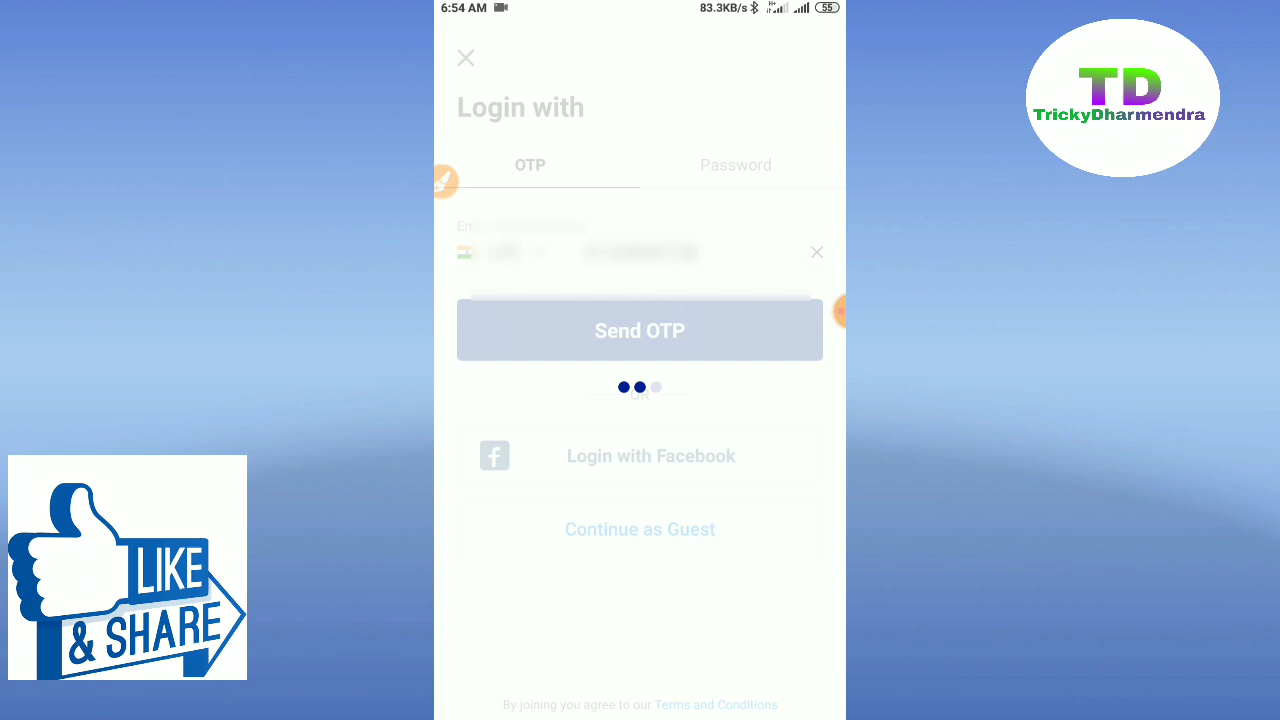 6:54 AM
83.3KB/s
H+
55
TD
TrickyDharmendra
Login with
OTP
Password
Send OTP
OR
Login with Facebook
Continue as Guest
By joining you agree to our Terms and Conditions
LIKE
& SHARE